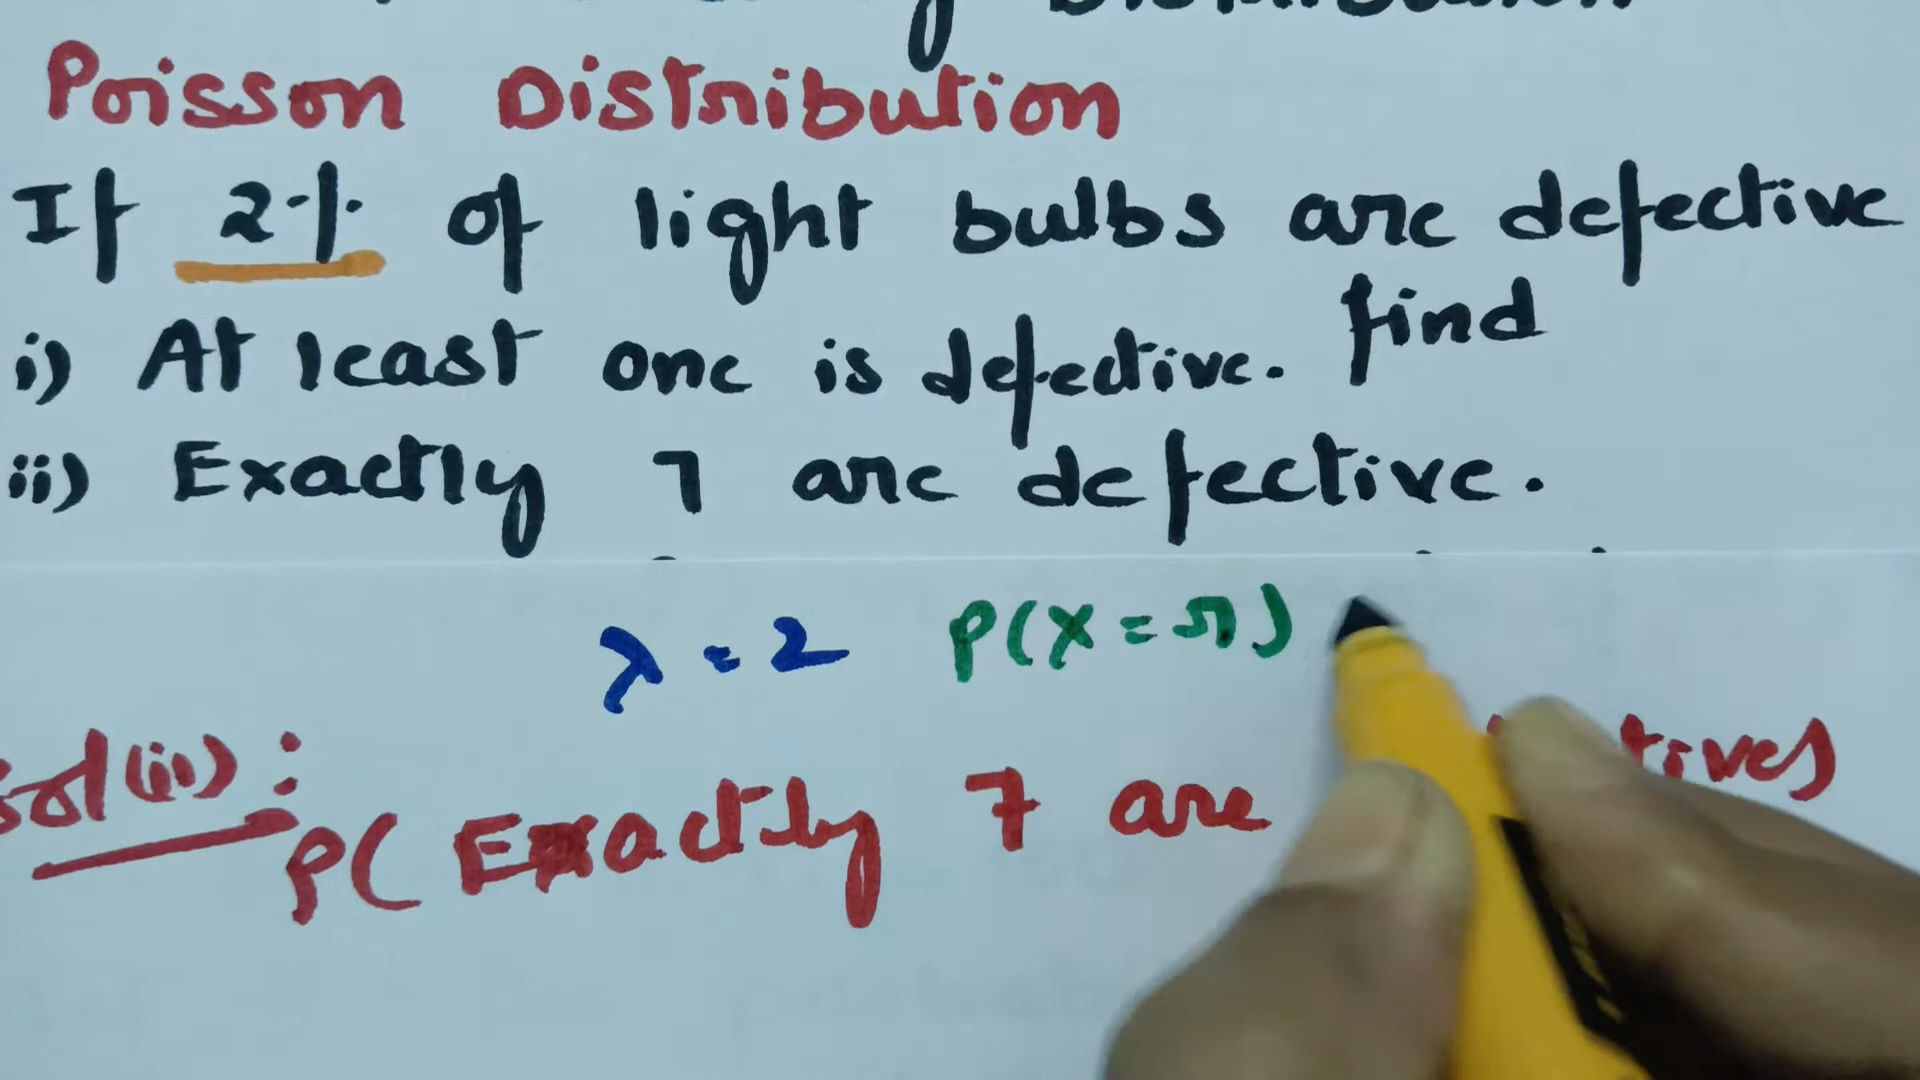 Distribution
Poisson Distribution
If 2% of light bulbs are defective
find
i) At least one is defective.
ii) Exactly 7 are defective.
λ = 2 P(X = r)
Sol(ii):
P( Exactly 7 are